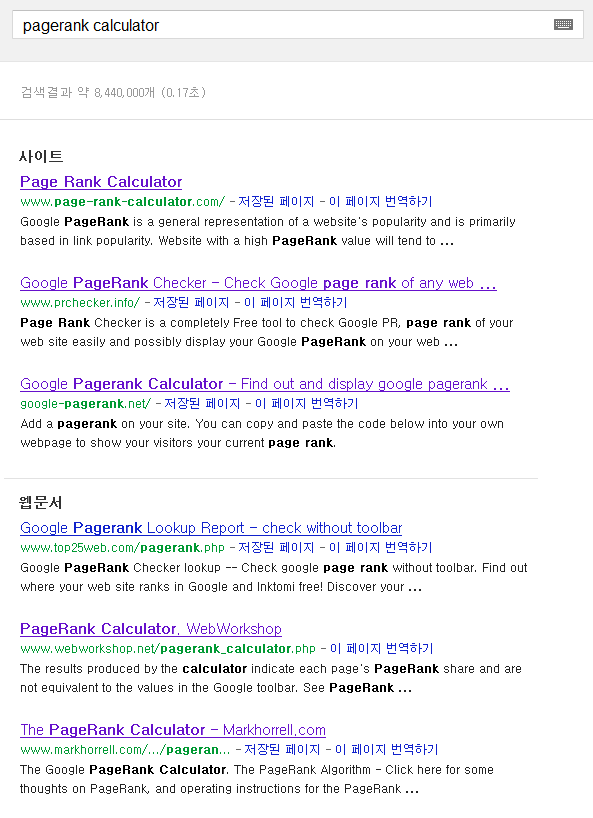 pagerank calculator
검색결과 약 8,440,000개 (0.17초)
사이트
Page Rank Calculator
www.page-rank-calculator.com/ - 저장된 페이지 - 이 페이지 번역하기
Google PageRank is a general representation of a website's popularity and is primarily
based in link popularity. Website with a high PageRank value will tend to ...
Google PageRank Checker - Check Google page rank of any web ...
www.prchecker.info/ - 저장된 페이지 - 이 페이지 번역하기
Page Rank Checker is a completely Free tool to check Google PR, page rank of your
web site easily and possibly display your Google PageRank on your web ...
Google Pagerank Calculator - Find out and display google pagerank ...
google-pagerank.net/ - 저장된 페이지 - 이 페이지 번역하기
Add a pagerank on your site. You can copy and paste the code below into your own
webpage to show your visitors your current page rank.
웹문서
Google Pagerank Lookup Report - check without toolbar
www.top25web.com/pagerank.php - 저장된 페이지 - 이 페이지 번역하기
Google PageRank Checker lookup -- Check google page rank without toolbar. Find out
where your web site ranks in Google and Inktomi free! Discover your ...
PageRank Calculator, WebWorkshop
www.webworkshop.net/pagerank_calculator.php - 이 페이지 번역하기
The results produced by the calculator indicate each page's PageRank share and are
not equivalent to the values in the Google toolbar. See PageRank ...
The PageRank Calculator - Markhorrell.com
www.markhorrell.com/.../pageran... - 저장된 페이지 - 이 페이지 번역하기
The Google PageRank Calculator. The PageRank Algorithm - Click here for some
thoughts on PageRank, and operating instructions for the PageRank ...